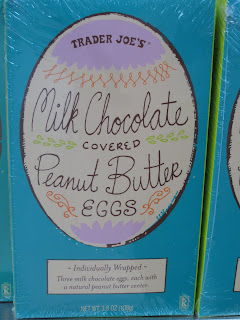 TRADER JOE'S
Milk Chocolate
COVERED
Peanut Butter
EGGS
~ Individually Wrapped ~
Three milk chocolate eggs, each with
a natural peanut butter center.